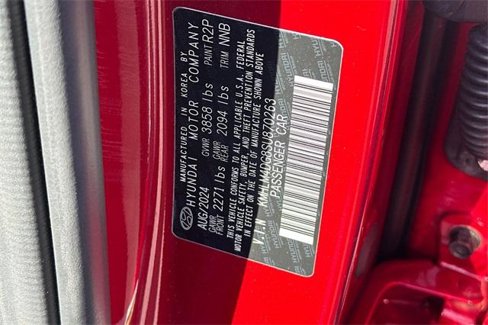 MANUFACTURED IN KOREA BY
HYUNDAI MOTOR COMPANY
AUG/2024 GVWR 3858 lbs PAINT R2P
GAWR FRONT 2271 lbs GAWR REAR 2094 lbs TRIM NNB
THIS VEHICLE CONFORMS TO ALL APPLICABLE U.S.A. FEDERAL
MOTOR VEHICLE SAFETY, BUMPER, AND THEFT PREVENTION STANDARDS
IN EFFECT ON THE DATE OF MANUFACTURE SHOWN ABOVE
V.I.N
PASSENGER CAR